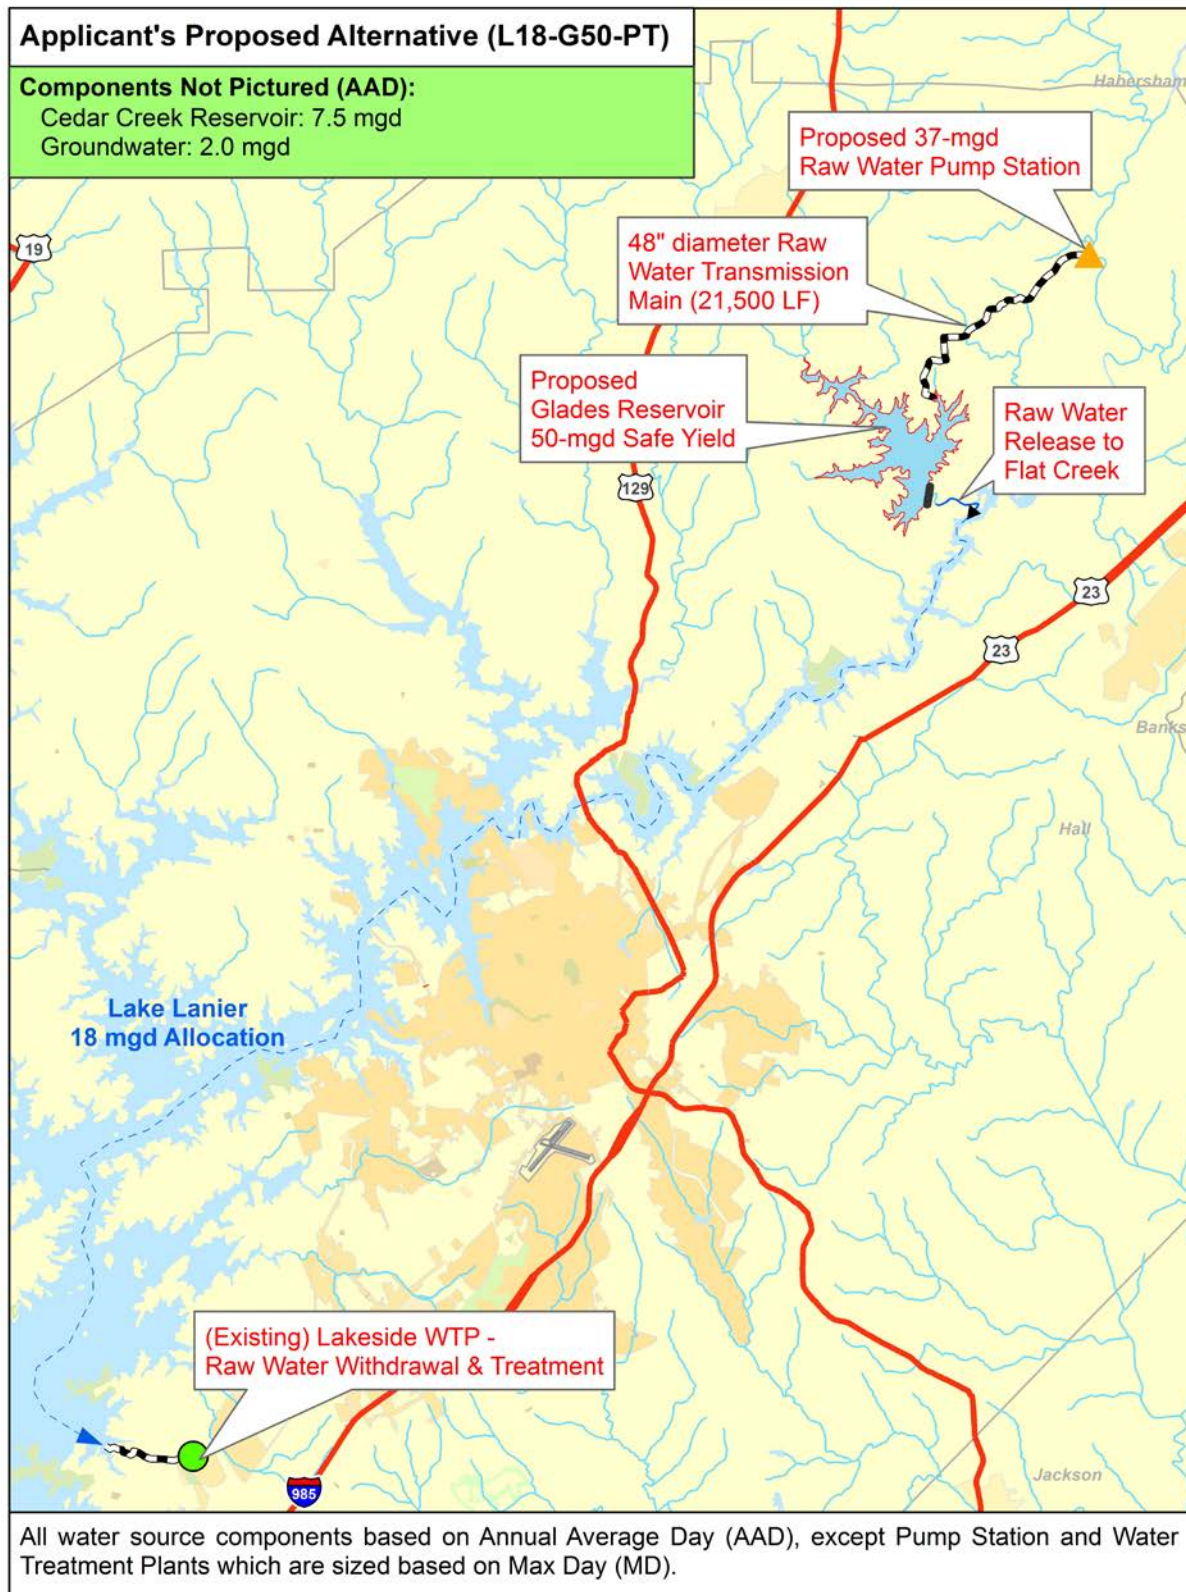 Applicant's Proposed Alternative (L18-G50-PT)
Components Not Pictured (AAD):
Cedar Creek Reservoir: 7.5 mgd
Groundwater: 2.0 mgd
Habersham
Proposed 37-mgd
Raw Water Pump Station
19
48" diameter Raw
Water Transmission
Main (21,500 LF)
Proposed
Glades Reservoir
50-mgd Safe Yield
Raw Water
Release to
Flat Creek
129
23
23
Banks
Hall
Lake Lanier
18 mgd Allocation
(Existing) Lakeside WTP -
Raw Water Withdrawal & Treatment
985
Jackson
All water source components based on Annual Average Day (AAD), except Pump Station and Water
Treatment Plants which are sized based on Max Day (MD).